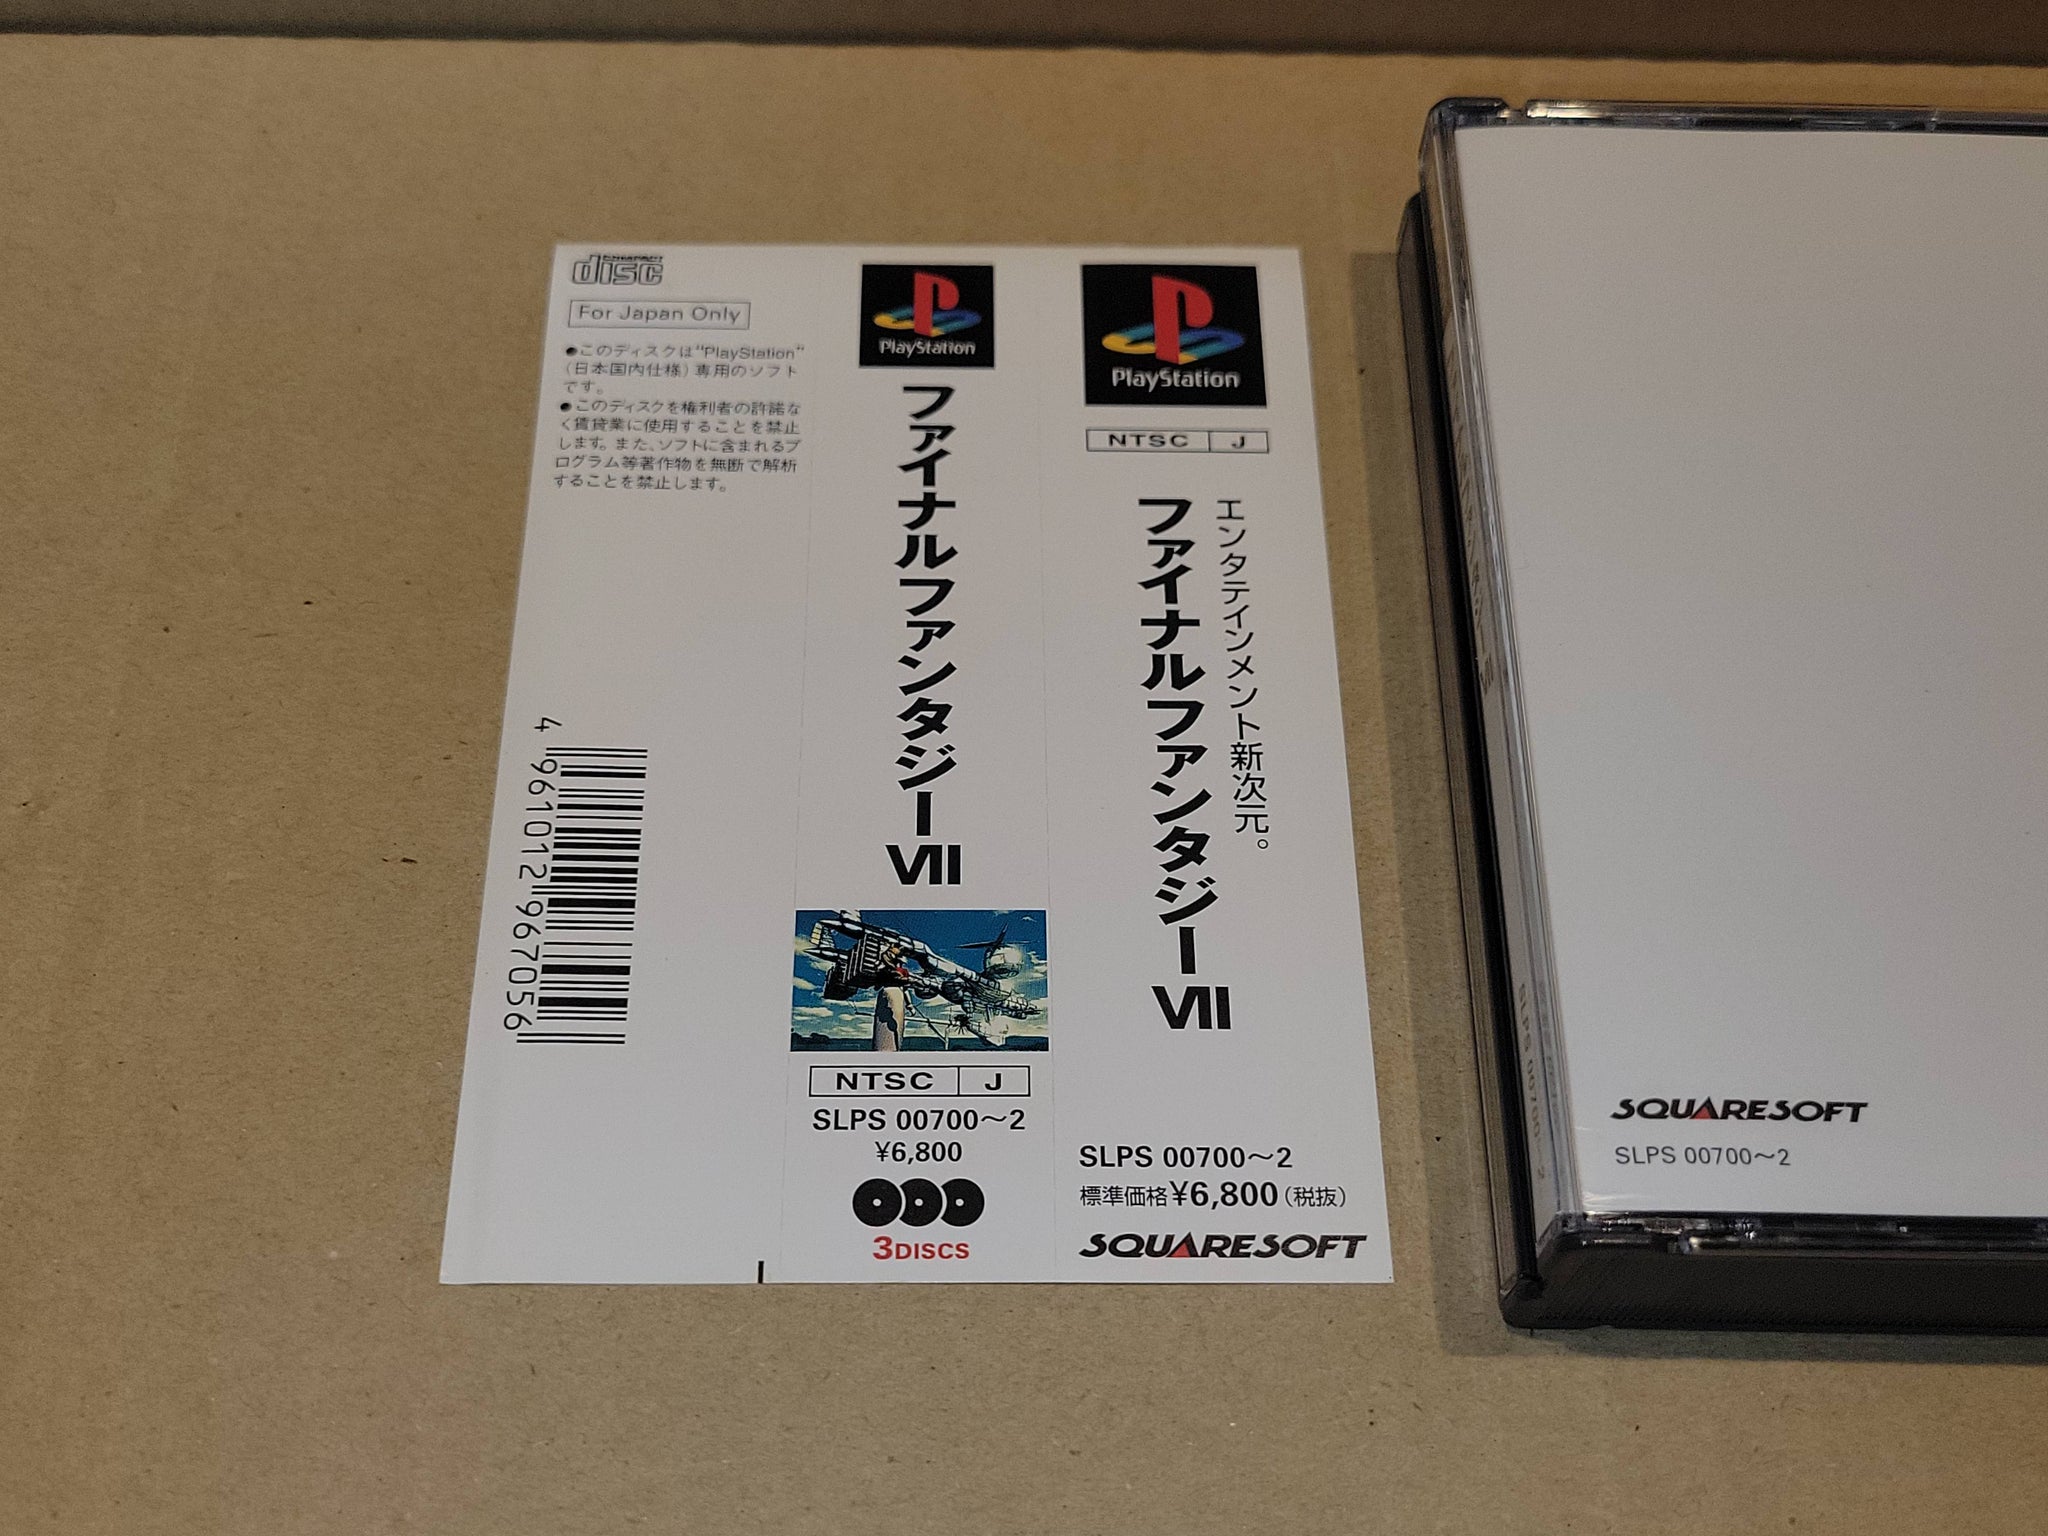 COMPACT
disc
For Japan Only
●このディスクは"PlayStation"
(日本国内仕様)専用のソフト
です。
●このディスクを権利者の許諾な
く賃貸業に使用することを禁止
します。また、ソフトに含まれるプ
ログラム等著作物を無断で解析
することを禁止します。
4 961012 967056
PlayStation
ファイナルファンタジーVII
NTSC J
SLPS 00700〜2
¥6,800
3DISCS
PlayStation
NTSC J
エンタテインメント新次元。
ファイナルファンタジーVII
SLPS 00700〜2
標準価格¥6,800(税抜)
SQUARESOFT
SQUARESOFT
SLPS 00700〜2